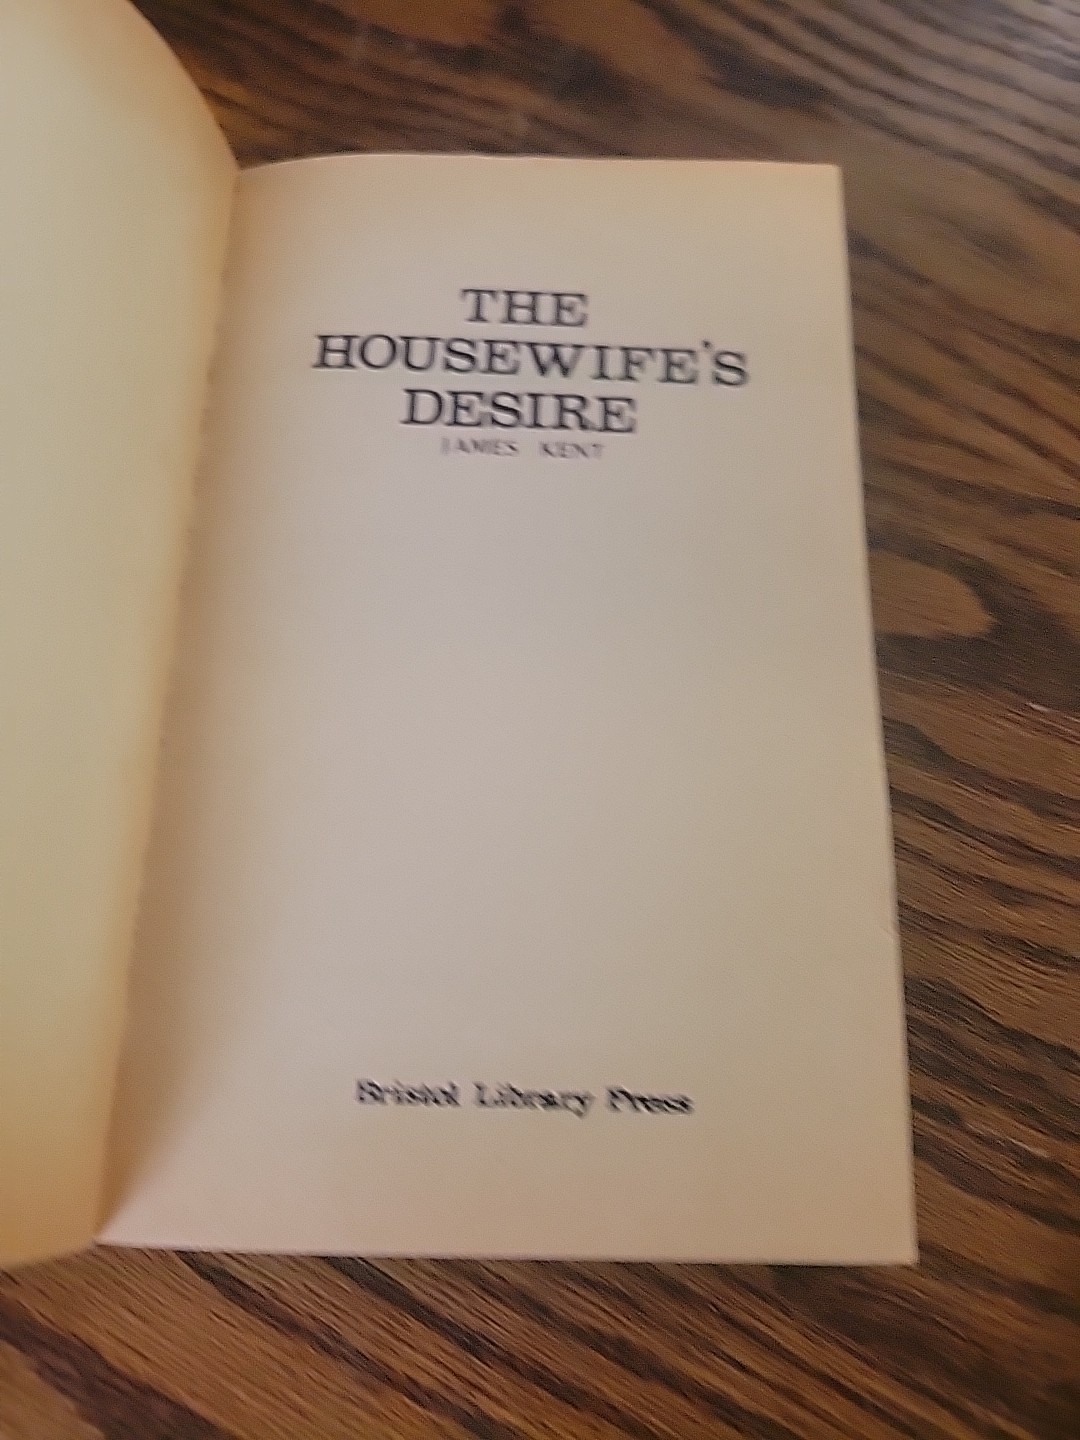 THE
HOUSEWIFE'S
DESIRE
JAMES KENT
Bristol Library Press